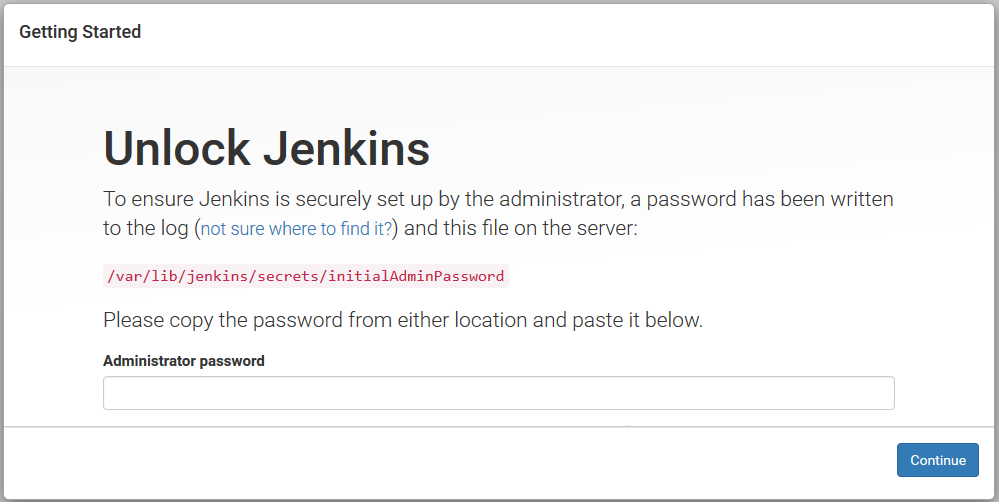 Getting Started
Unlock Jenkins
To ensure Jenkins is securely set up by the administrator, a password has been written
to the log (not sure where to find it?) and this file on the server:
/var/lib/jenkins/secrets/initialAdminPassword
Please copy the password from either location and paste it below.
Administrator password
Continue